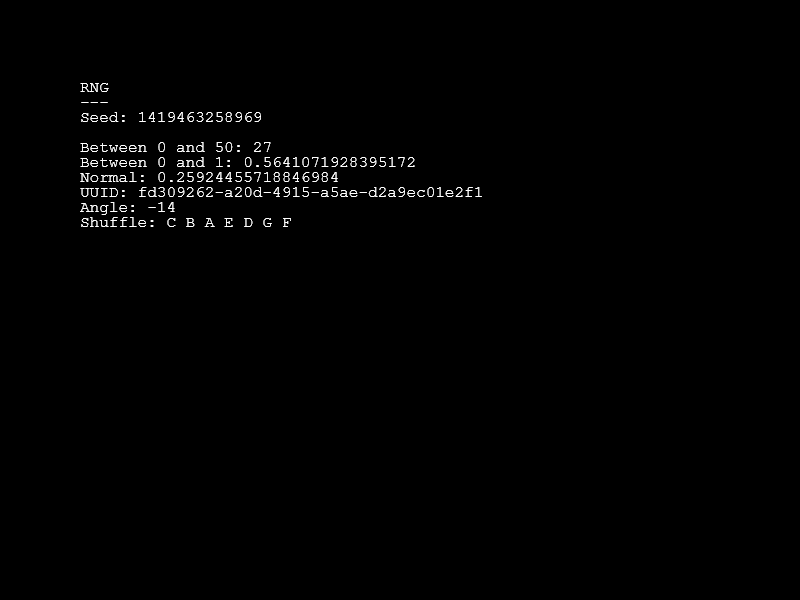 RNG
---
Seed: 1419463258969
Between 0 and 50: 27
Between 0 and 1: 0.5641071928395172
Normal: 0.25924455718846984
UUID: fd309262-a20d-4915-a5ae-d2a9ec01e2f1
Angle: -14
Shuffle: C B A E D G F